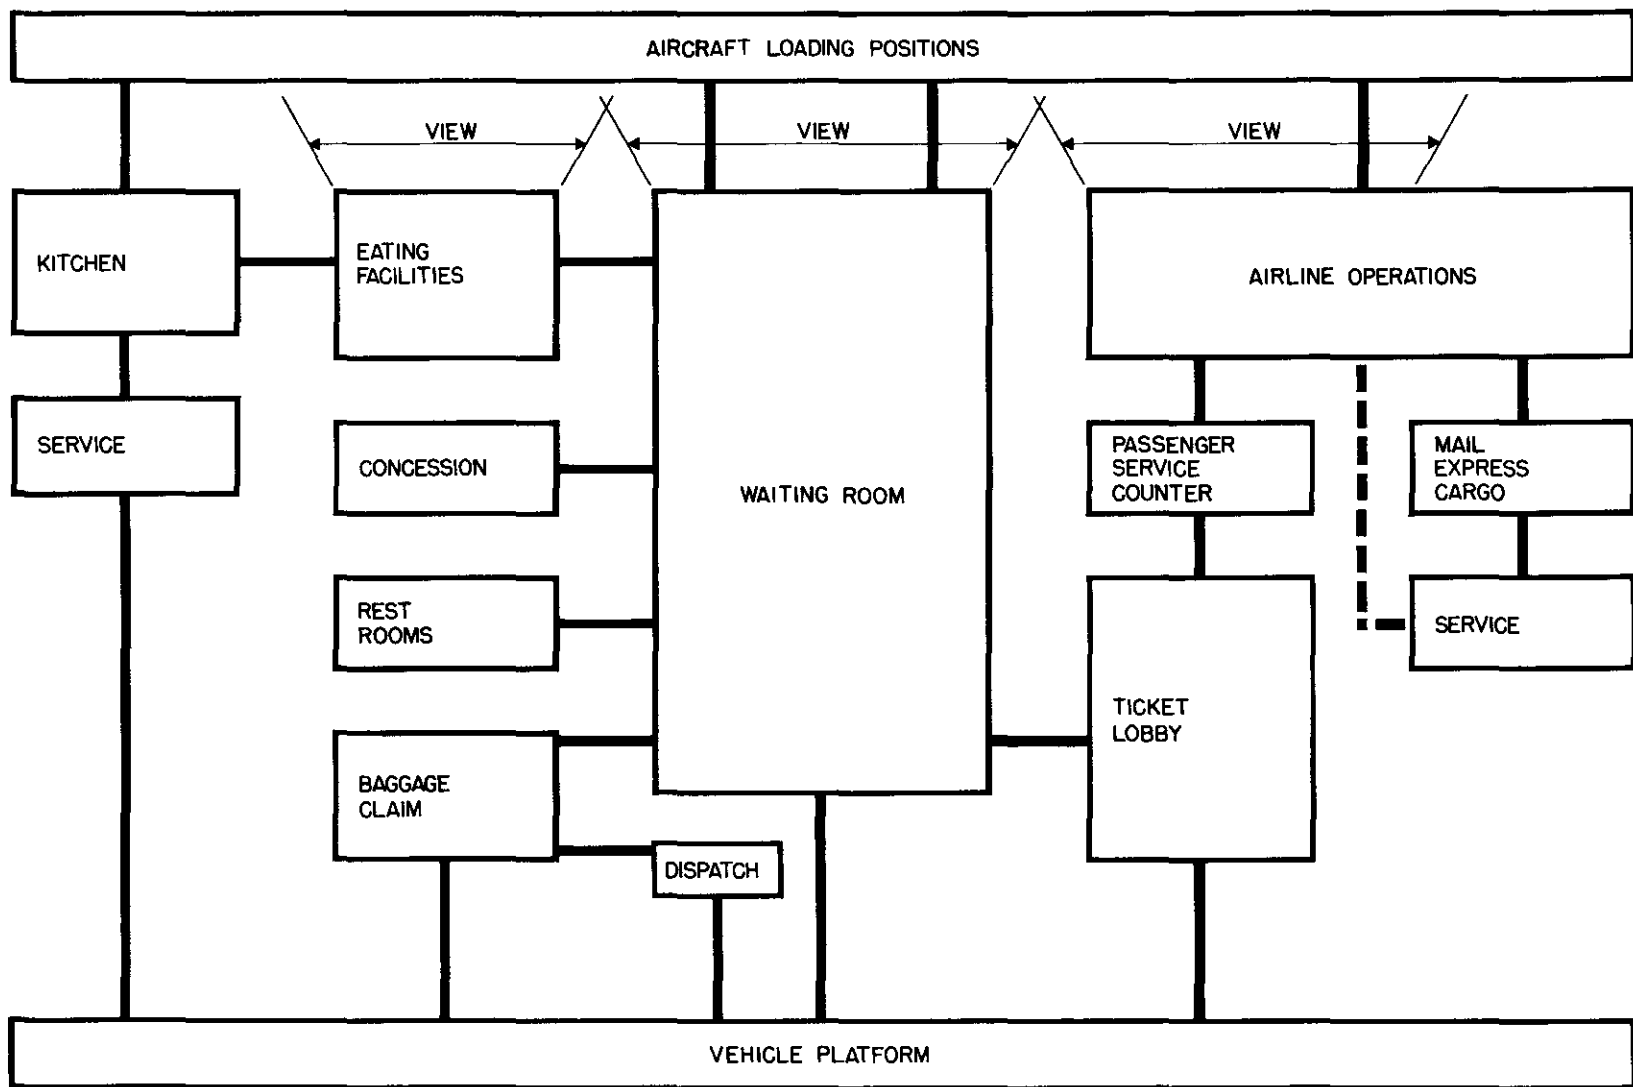 AIRCRAFT LOADING POSITIONS
VIEW
VIEW
VIEW
KITCHEN
EATING
FACILITIES
AIRLINE OPERATIONS
SERVICE
CONCESSION
WAITING ROOM
PASSENGER
SERVICE
COUNTER
MAIL
EXPRESS
CARGO
REST
ROOMS
SERVICE
TICKET
LOBBY
BAGGAGE
CLAIM
DISPATCH
VEHICLE PLATFORM